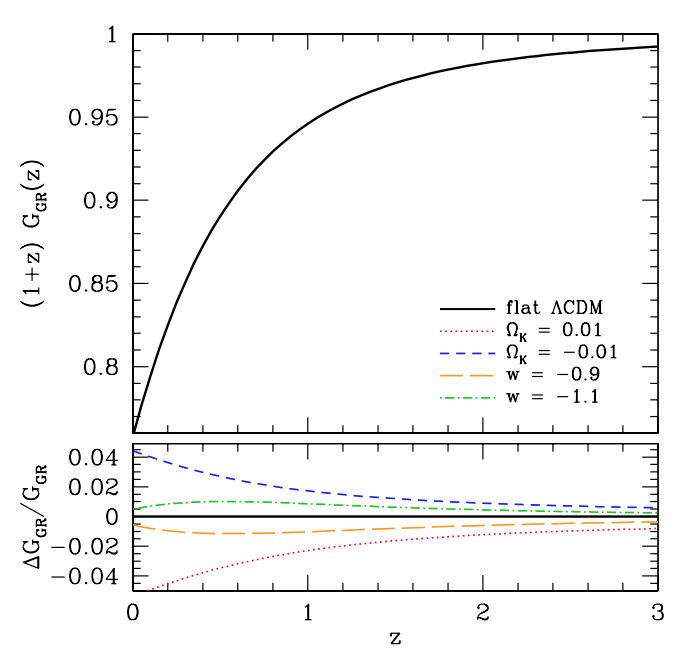 1
0.95
0.9
0.85
0.8
(1+z) G_GR(z)
flat ΛCDM
Ω_K = 0.01
Ω_K = −0.01
w = −0.9
w = −1.1
0.04
0.02
0
−0.02
−0.04
ΔG_GR/G_GR
0 1 2 3
z